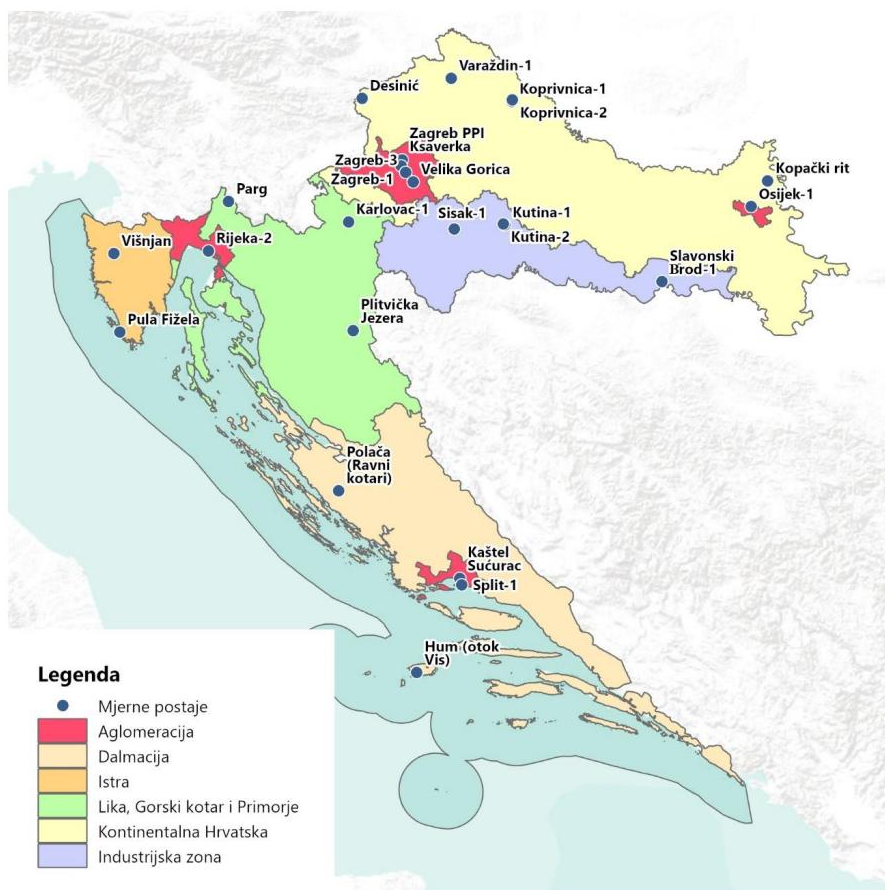 Varaždin-1
Desinić
Koprivnica-1
Koprivnica-2
Zagreb PPI
Ksaverka
Zagreb-3
Velika Gorica
Zagreb-1
Kopački rit
Osijek-1
Parg
Karlovac-1
Sisak-1
Kutina-1
Kutina-2
Višnjan
Rijeka-2
Slavonski
Brod-1
Plitvička
Jezera
Pula Fižela
Polača
(Ravni
kotari)
Kaštel
Sućurac
Split-1
Hum (otok
Vis)
Legenda
Mjerne postaje
Aglomeracija
Dalmacija
Istra
Lika, Gorski kotar i Primorje
Kontinentalna Hrvatska
Industrijska zona